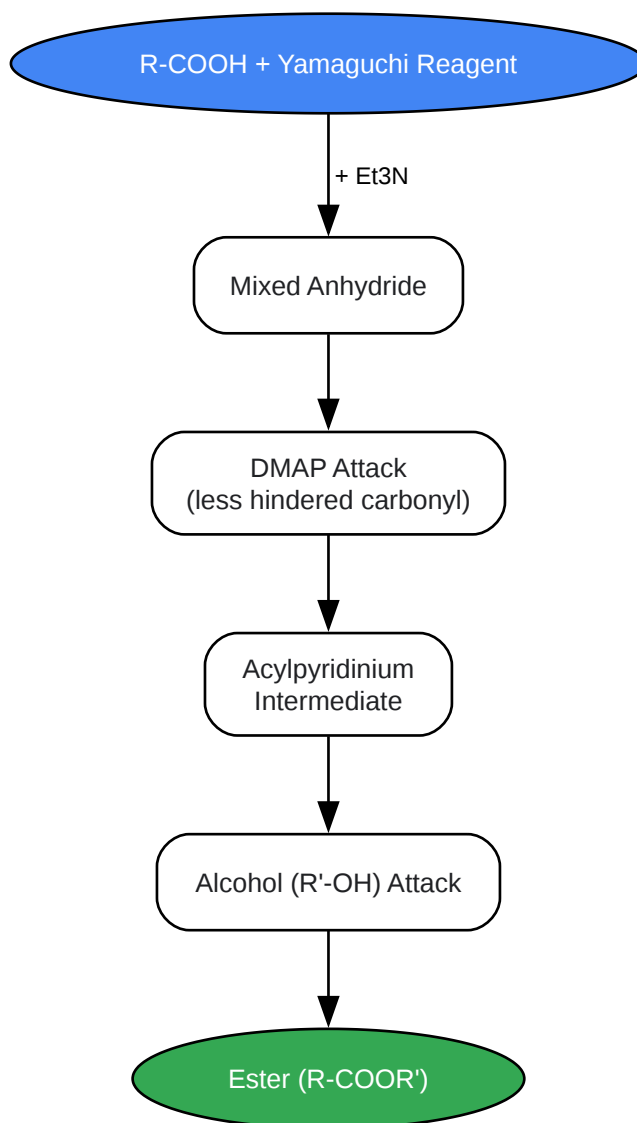 R-COOH + Yamaguchi Reagent
+ Et3N
Mixed Anhydride
DMAP Attack
(less hindered carbonyl)
Acylpyridinium
Intermediate
Alcohol (R'-OH) Attack
Ester (R-COOR')